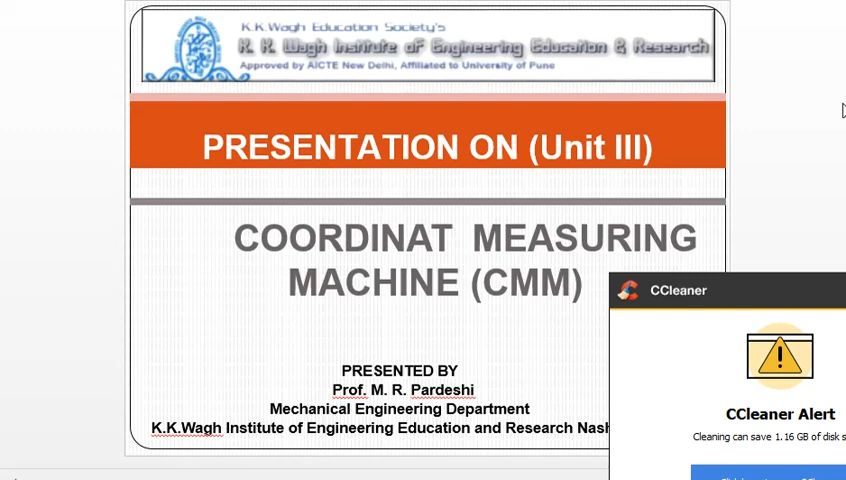 K.K.Wagh Education Society's
K. K. Wagh Institute of Engineering Education & Research
Approved by AICTE New Delhi, Affiliated to University of Pune
PRESENTATION ON (Unit III)
COORDINAT MEASURING
MACHINE (CMM)
PRESENTED BY
Prof. M. R. Pardeshi
Mechanical Engineering Department
K.K.Wagh Institute of Engineering Education and Research Nash
CCleaner
CCleaner Alert
Cleaning can save 1.16 GB of disk s